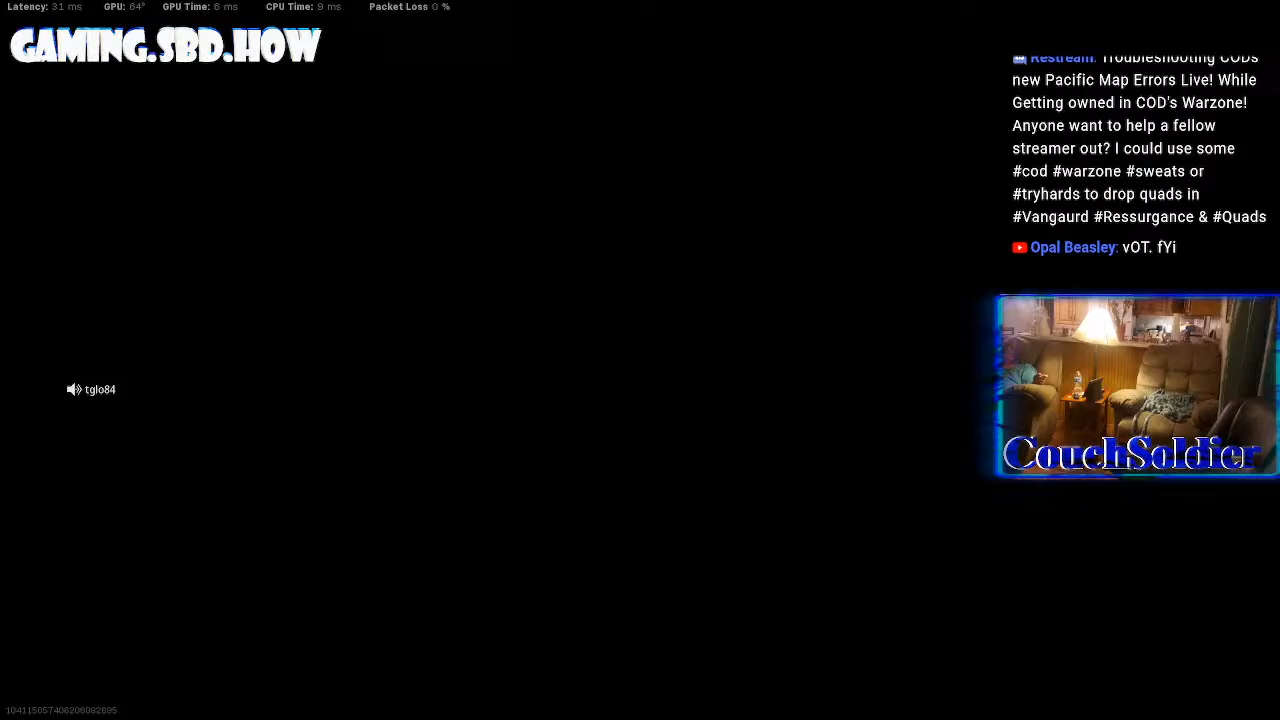 Latency: 31 ms GPU: 64° GPU Time: 6 ms CPU Time: 9 ms Packet Loss 0 %
GAMING.SBD.HOW
Restream: Troubleshooting CODs
new Pacific Map Errors Live! While
Getting owned in COD's Warzone!
Anyone want to help a fellow
streamer out? I could use some
#cod #warzone #sweats or
#tryhards to drop quads in
#Vangaurd #Ressurgance & #Quads
Opal Beasley: vOT. fYi
tglo84
CouchSoldier